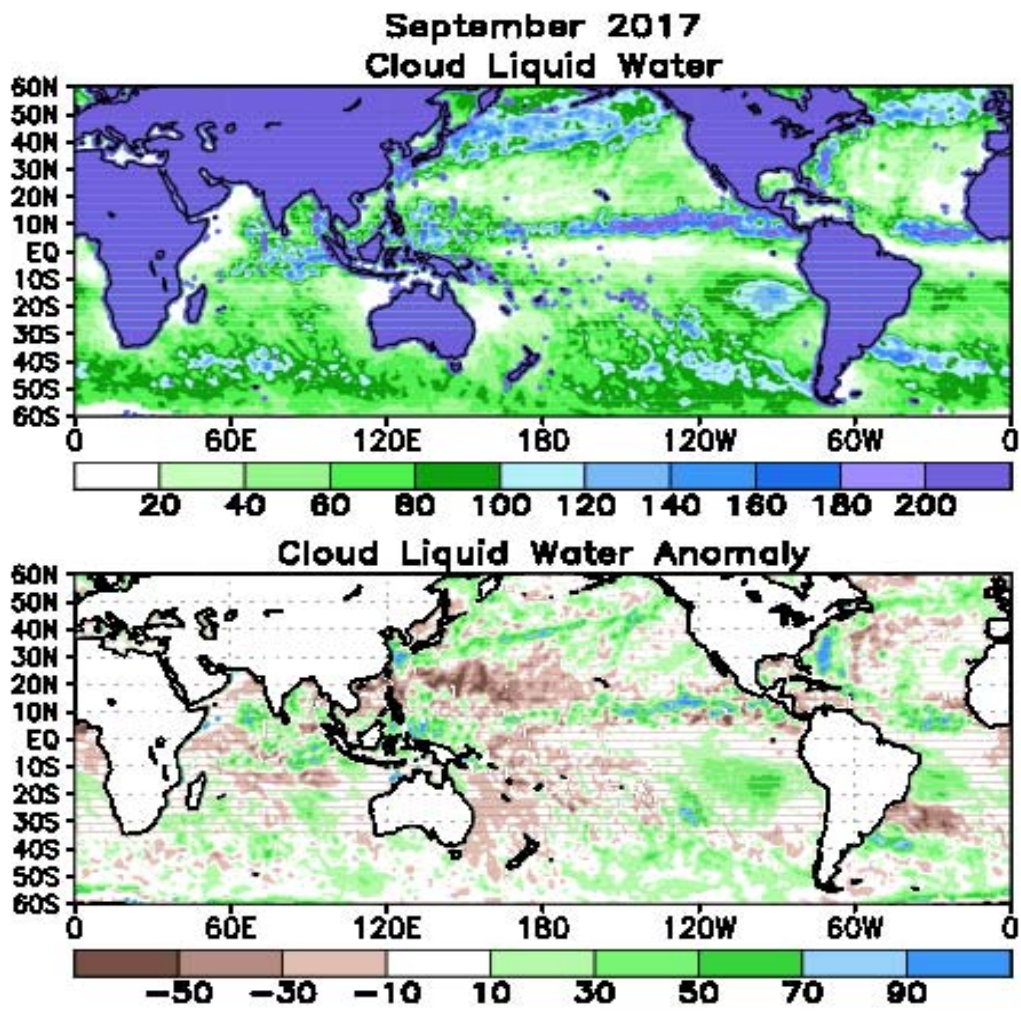 September 2017
Cloud Liquid Water
60N
50N
40N
30N
20N
10N
EQ
10S
20S
30S
40S
50S
60S
0 60E 120E 180 120W 60W 0
20 40 60 80 100 120 140 160 180 200
Cloud Liquid Water Anomaly
60N
50N
40N
30N
20N
10N
EQ
10S
20S
30S
40S
50S
60S
0 60E 120E 180 120W 60W 0
-50 -30 -10 10 30 50 70 90